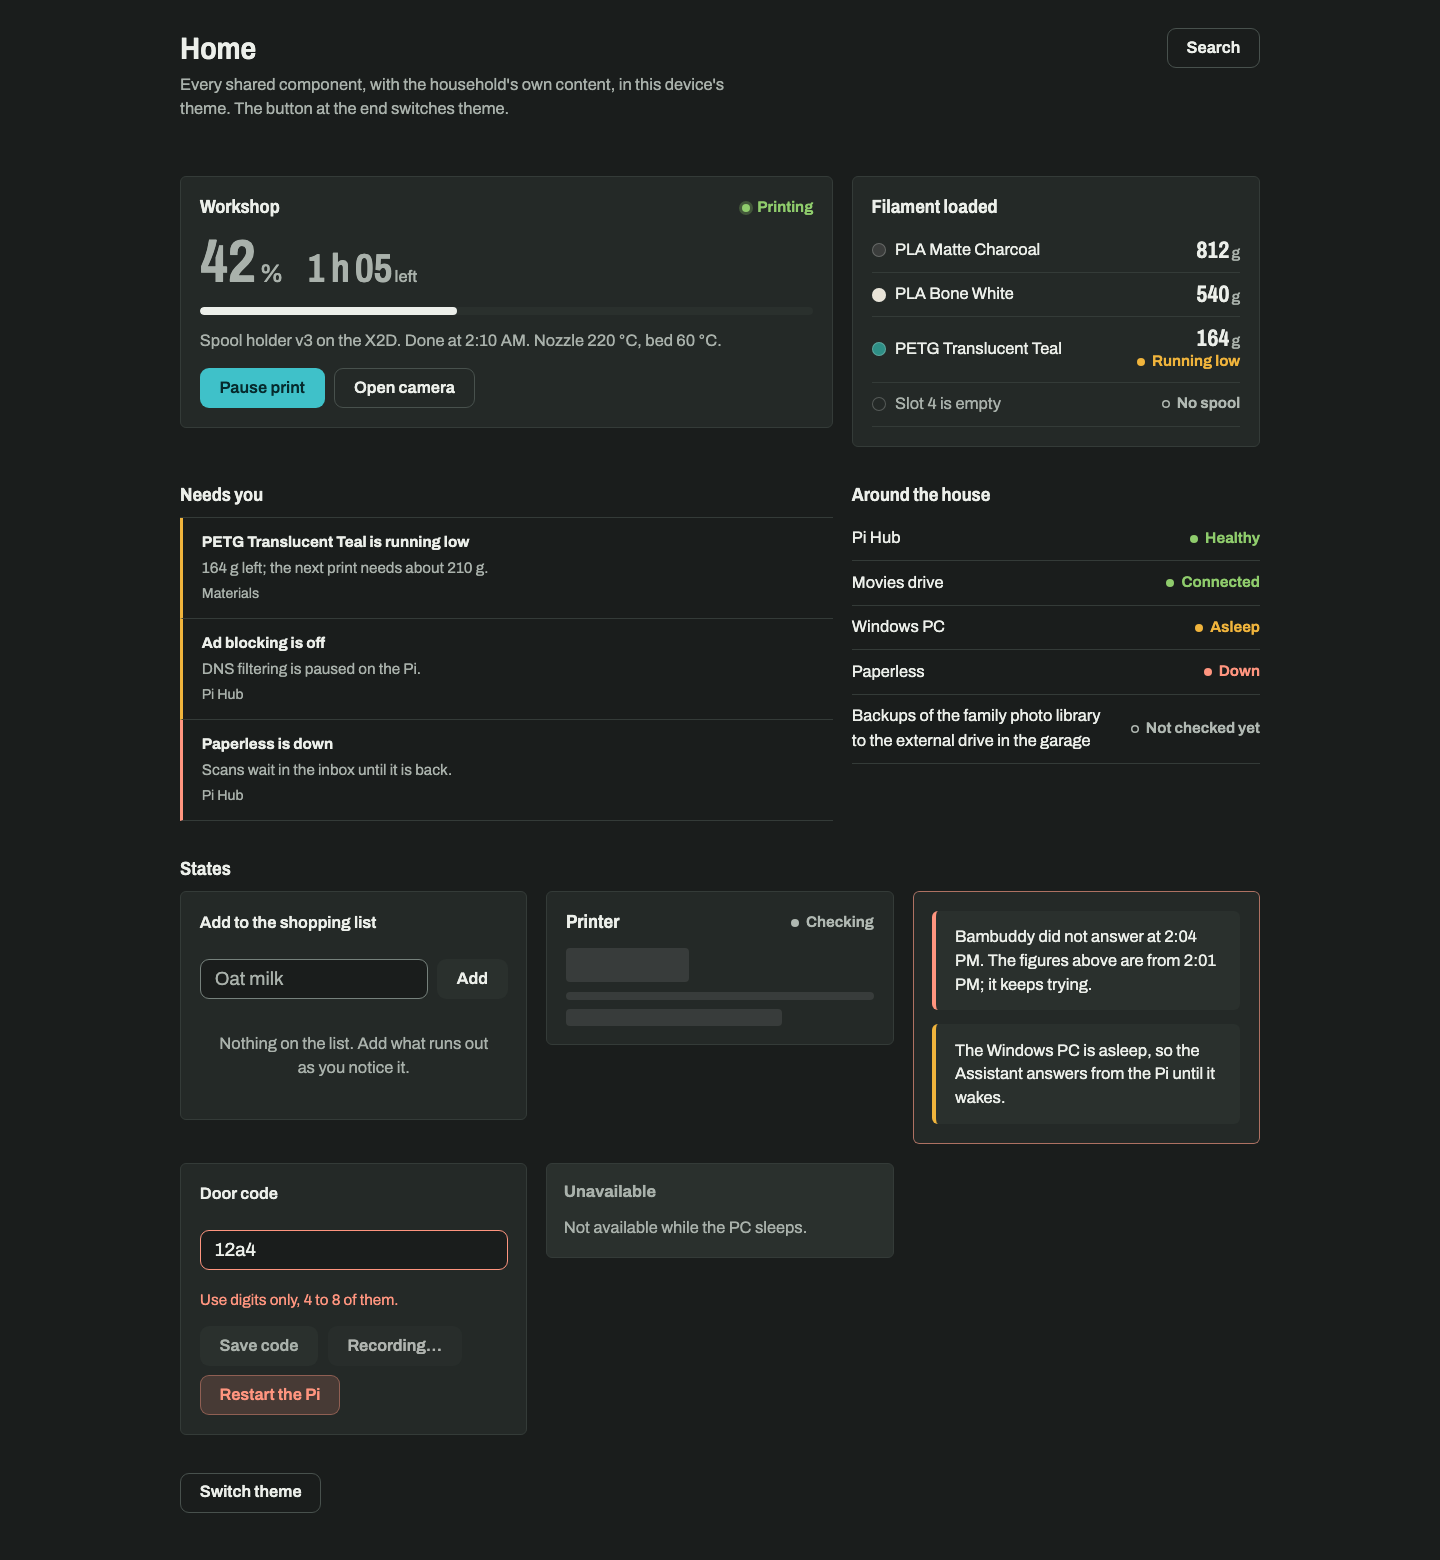 Home
Search
Every shared component, with the household's own content, in this device's
theme. The button at the end switches theme.
Workshop
Printing
42 % 1 h 05 left
Spool holder v3 on the X2D. Done at 2:10 AM. Nozzle 220 °C, bed 60 °C.
Pause print
Open camera
Filament loaded
PLA Matte Charcoal 812 g
PLA Bone White 540 g
PETG Translucent Teal 164 g
Running low
Slot 4 is empty No spool
Needs you
PETG Translucent Teal is running low
164 g left; the next print needs about 210 g.
Materials
Ad blocking is off
DNS filtering is paused on the Pi.
Pi Hub
Paperless is down
Scans wait in the inbox until it is back.
Pi Hub
Around the house
Pi Hub Healthy
Movies drive Connected
Windows PC Asleep
Paperless Down
Backups of the family photo library
to the external drive in the garage
Not checked yet
States
Add to the shopping list
Oat milk
Add
Nothing on the list. Add what runs out
as you notice it.
Printer
Checking
Bambuddy did not answer at 2:04
PM. The figures above are from 2:01
PM; it keeps trying.
The Windows PC is asleep, so the
Assistant answers from the Pi until it
wakes.
Door code
12a4
Use digits only, 4 to 8 of them.
Save code
Recording...
Restart the Pi
Unavailable
Not available while the PC sleeps.
Switch theme